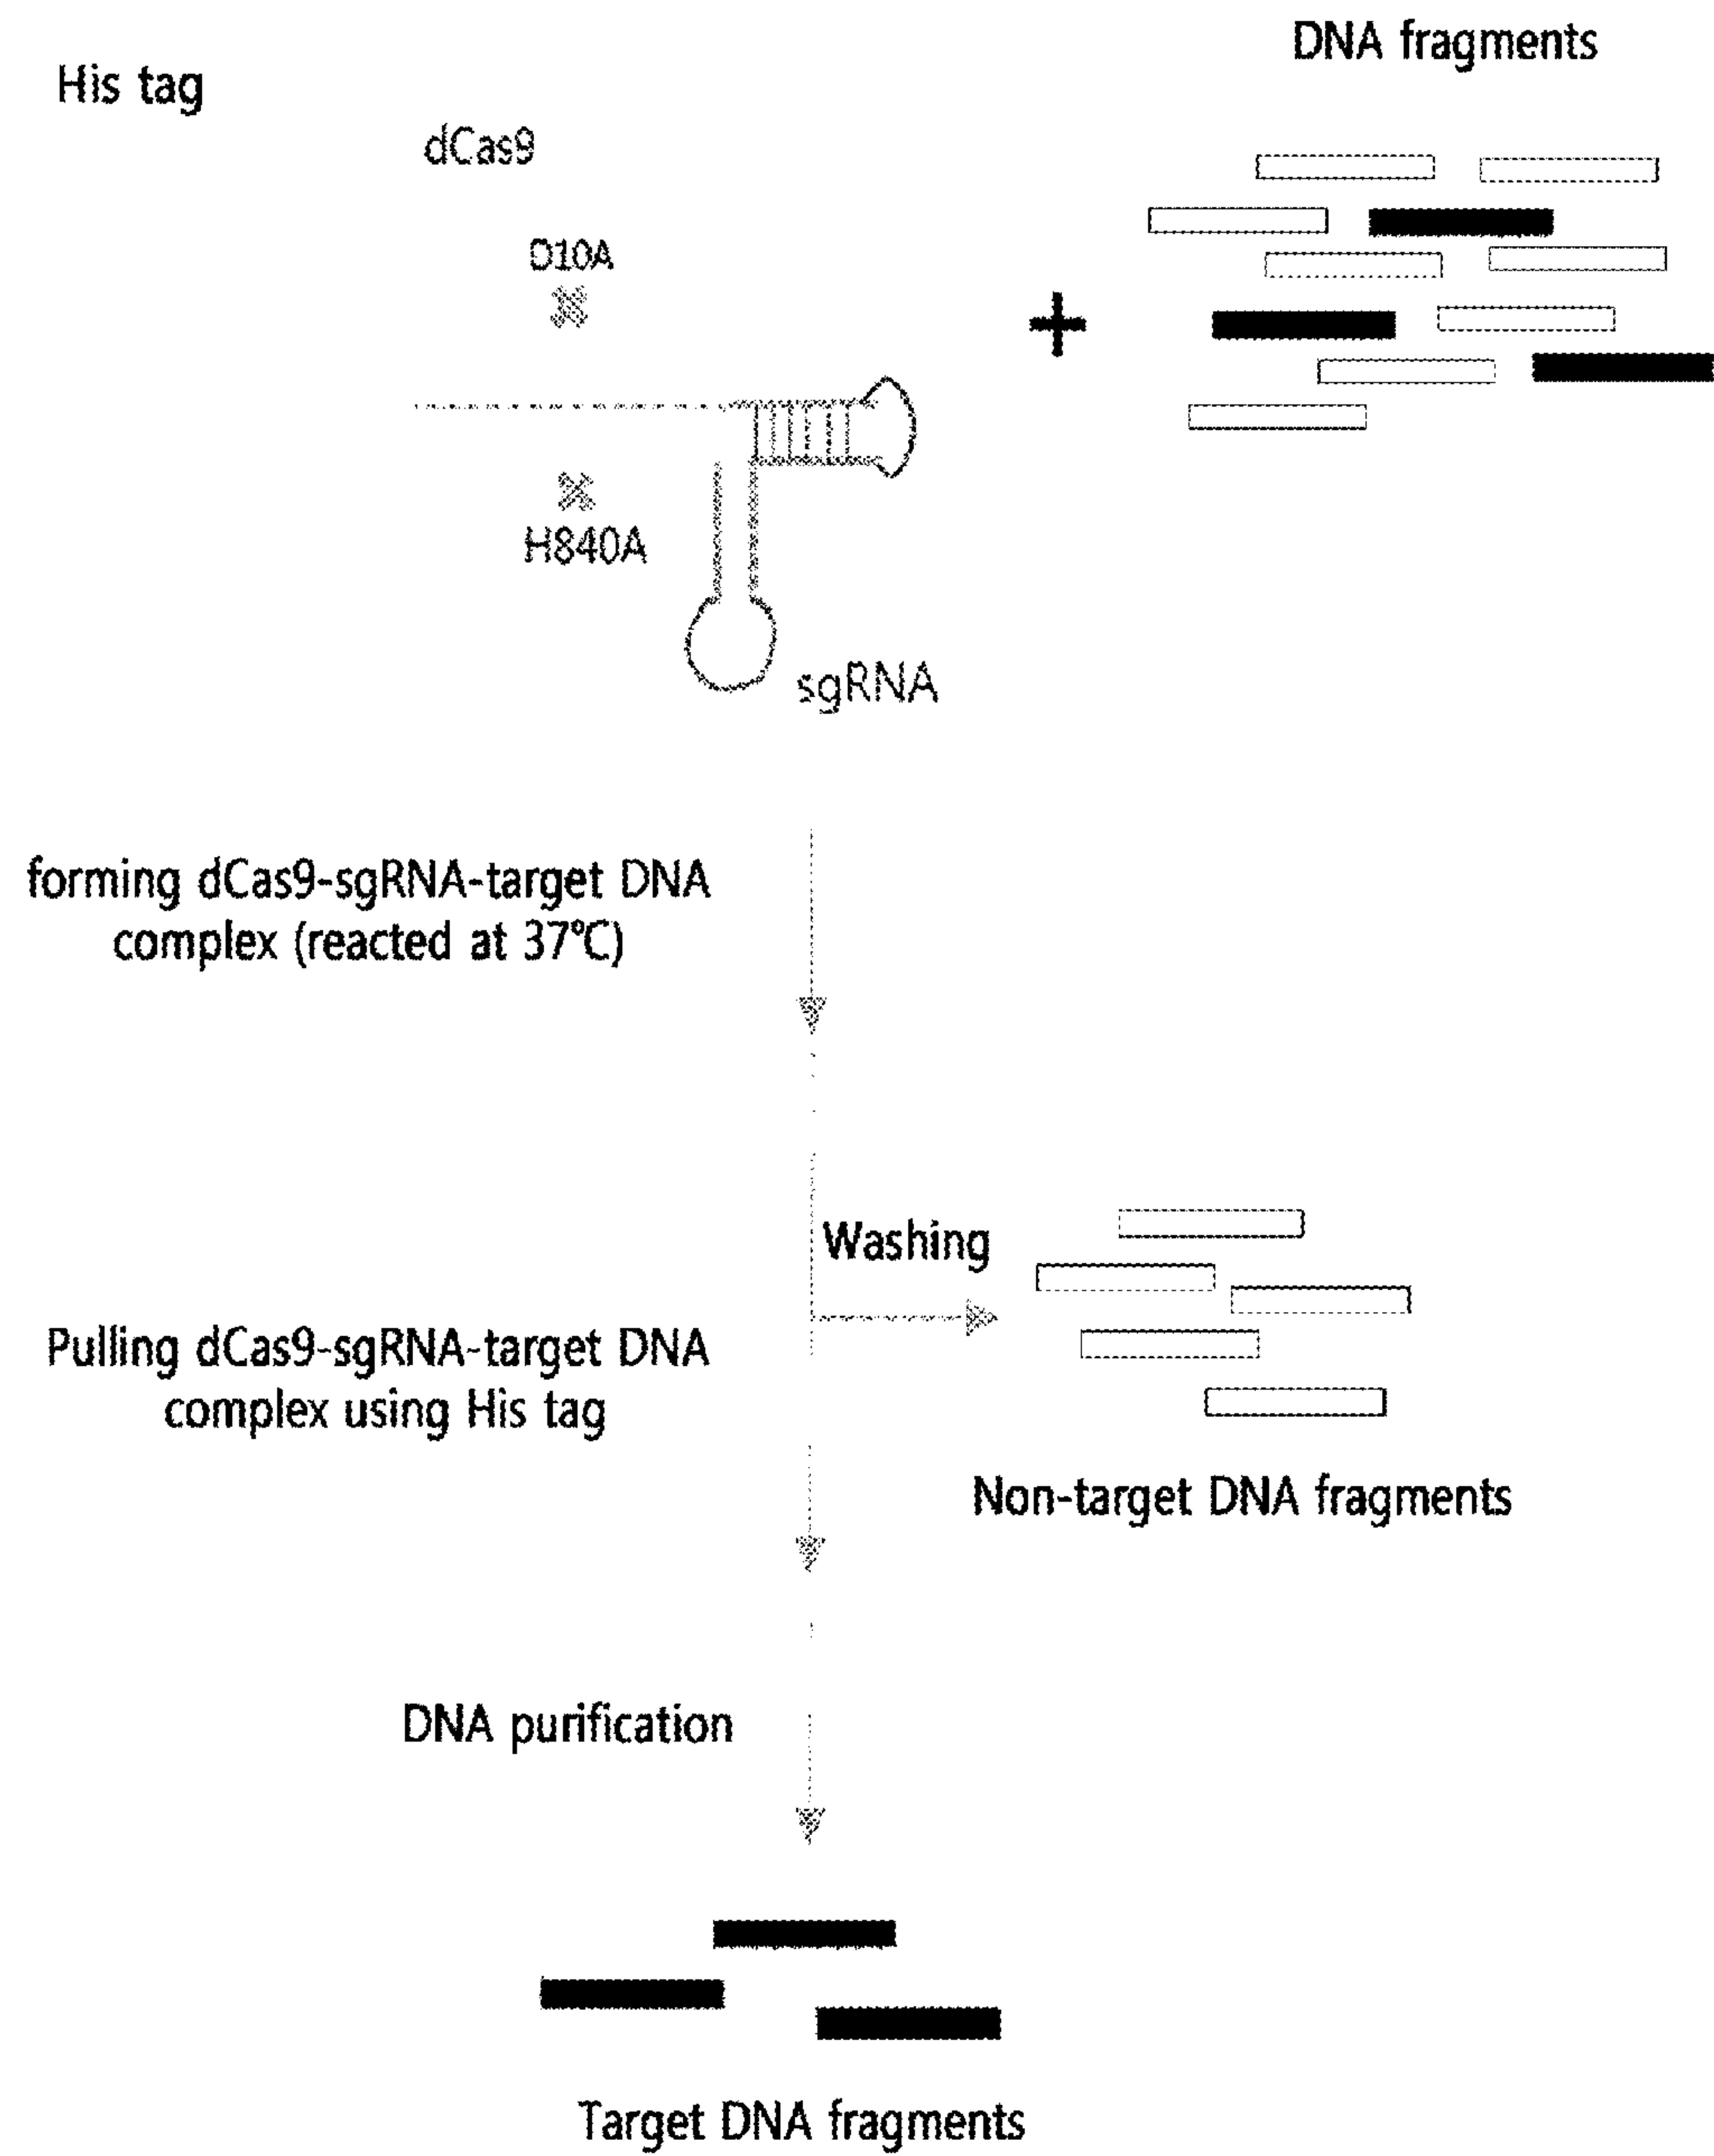 DNA fragments
His tag
dCas9
D10A
+
H840A
sgRNA
forming dCas9-sgRNA-target DNA
complex (reacted at 37℃)
Washing
Pulling dCas9-sgRNA-target DNA
complex using His tag
Non-target DNA fragments
DNA purification
Target DNA fragments